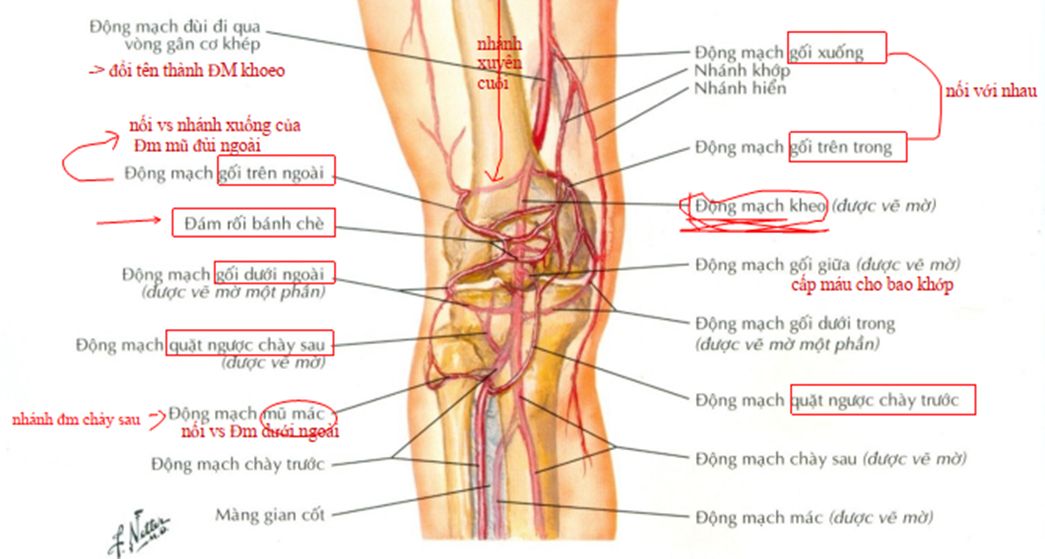 Động mạch đùi đi qua
vòng gân cơ khép
-> đổi tên thành ĐM khoeo
nối vs nhánh xuống của
Đm mũ đùi ngoài
Động mạch gối trên ngoài
Đám rối bánh chè
Động mạch gối dưới ngoài
(được vẽ mờ một phần)
Động mạch quặt ngược chày sau
(được vẽ mờ)
nhánh đm chày sau
Động mạch mũ mác
nối vs Đm dưới ngoài
Động mạch chày trước
Màng gian cốt
nhánh
xuyên
cuối
Động mạch gối xuống
Nhánh khớp
Nhánh hiển
nối với nhau
Động mạch gối trên trong
Động mạch kheo (được vẽ mờ)
Động mạch gối giữa (được vẽ mờ)
cấp máu cho bao khớp
Động mạch gối dưới trong
(được vẽ mờ một phần)
Động mạch quặt ngược chày trước
Động mạch chày sau (được vẽ mờ)
Động mạch mác (được vẽ mờ)
f. Netter
M.D.